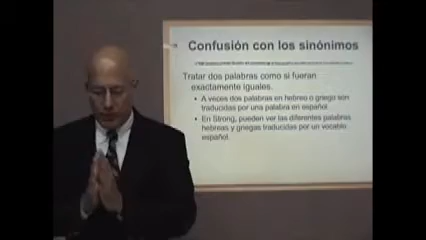 Confusión con los sinónimos
Tratar dos palabras como si fueran
exactamente iguales.
• A veces dos palabras en hebreo o griego son
traducidas por una palabra en español.
• En Strong, pueden ver las diferentes palabras
hebreas y griegas traducidas por un vocablo
español.